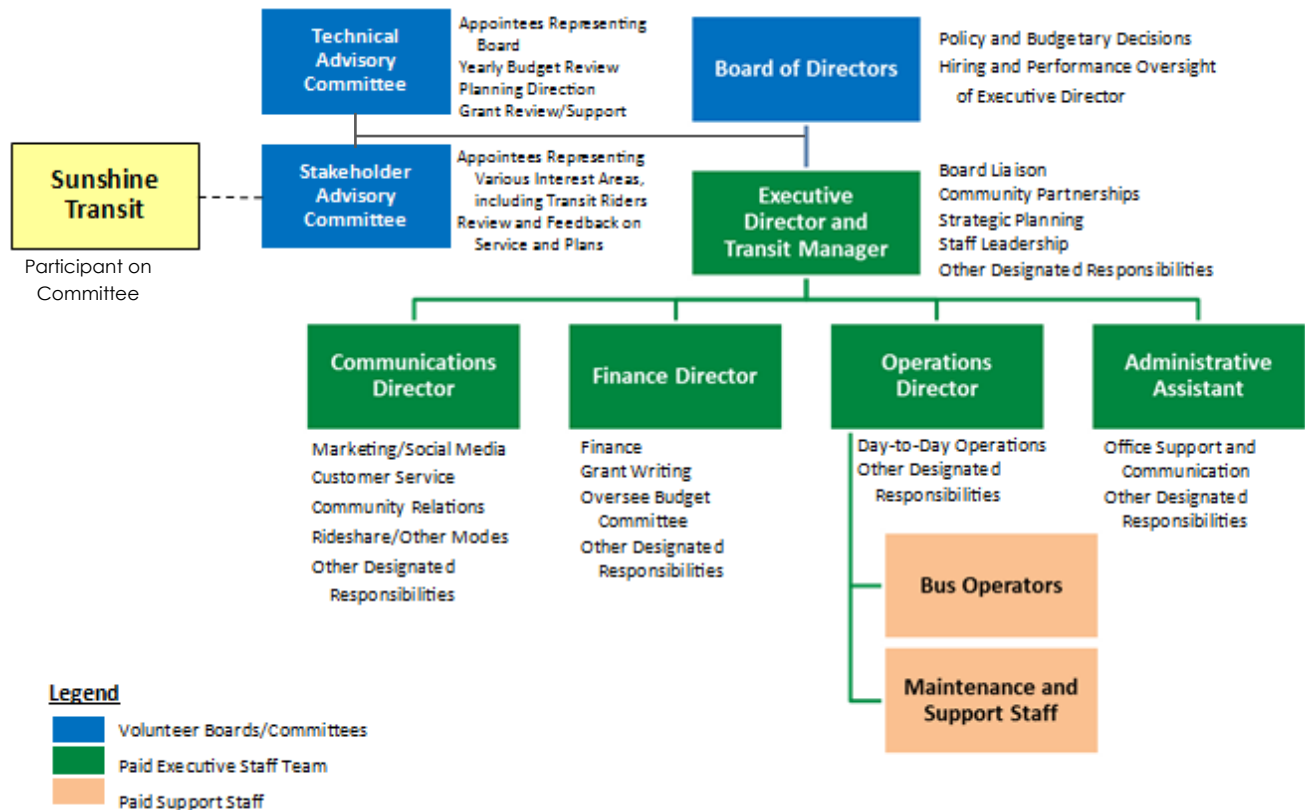 Technical
Advisory
Committee
Appointees Representing
Board
Yearly Budget Review
Planning Direction
Grant Review/Support
Board of Directors
Policy and Budgetary Decisions
Hiring and Performance Oversight
of Executive Director
Sunshine
Transit
Participant on
Committee
Stakeholder
Advisory
Committee
Appointees Representing
Various Interest Areas,
including Transit Riders
Review and Feedback on
Service and Plans
Executive
Director and
Transit Manager
Board Liaison
Community Partnerships
Strategic Planning
Staff Leadership
Other Designated Responsibilities
Communications
Director
Marketing/Social Media
Customer Service
Community Relations
Rideshare/Other Modes
Other Designated
Responsibilities
Finance Director
Finance
Grant Writing
Oversee Budget
Committee
Other Designated
Responsibilities
Operations
Director
Day-to-Day Operations
Other Designated
Responsibilities
Administrative
Assistant
Office Support and
Communication
Other Designated
Responsibilities
Bus Operators
Maintenance and
Support Staff
Legend
Volunteer Boards/Committees
Paid Executive Staff Team
Paid Support Staff